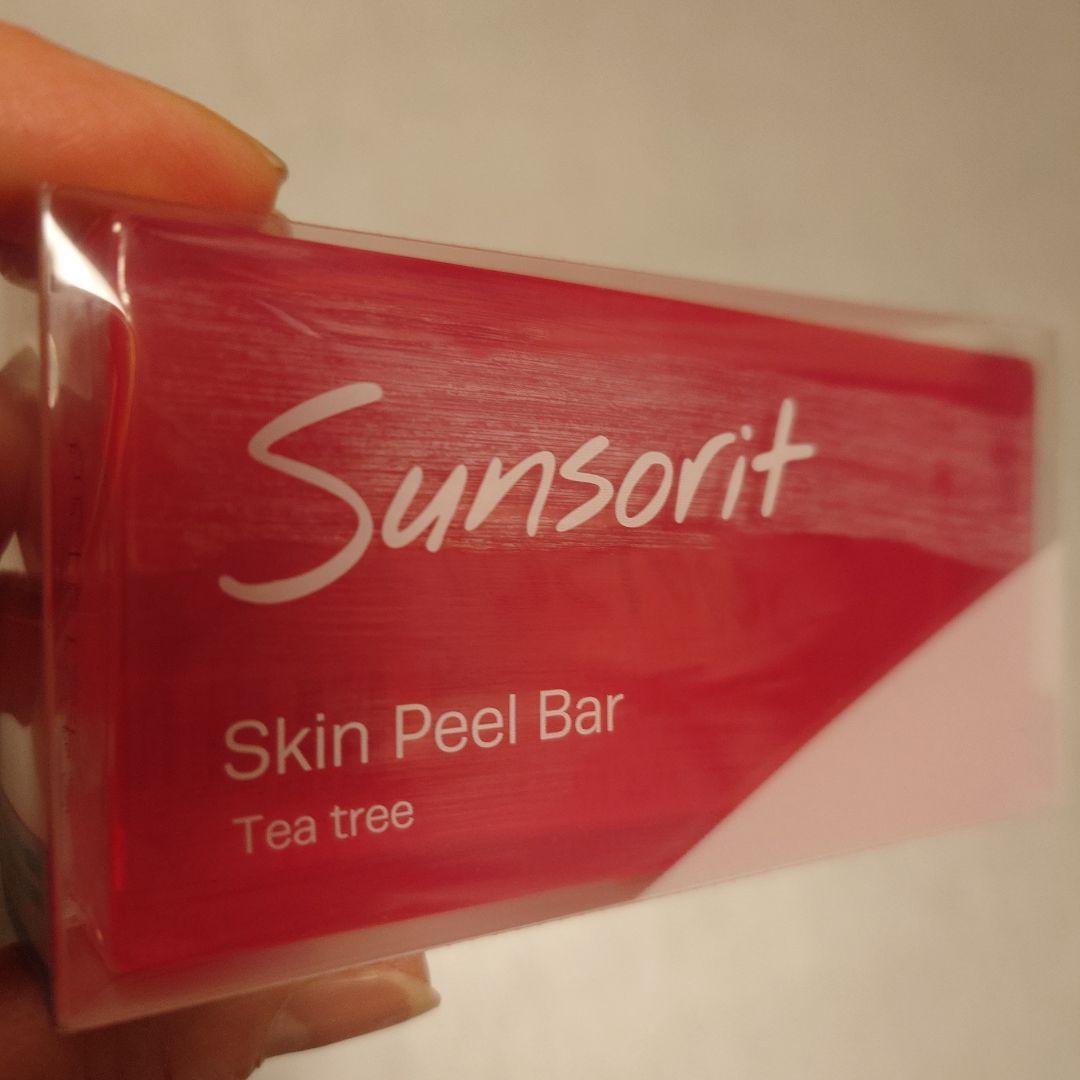 Sunsorit
Skin Peel Bar
Tea tree